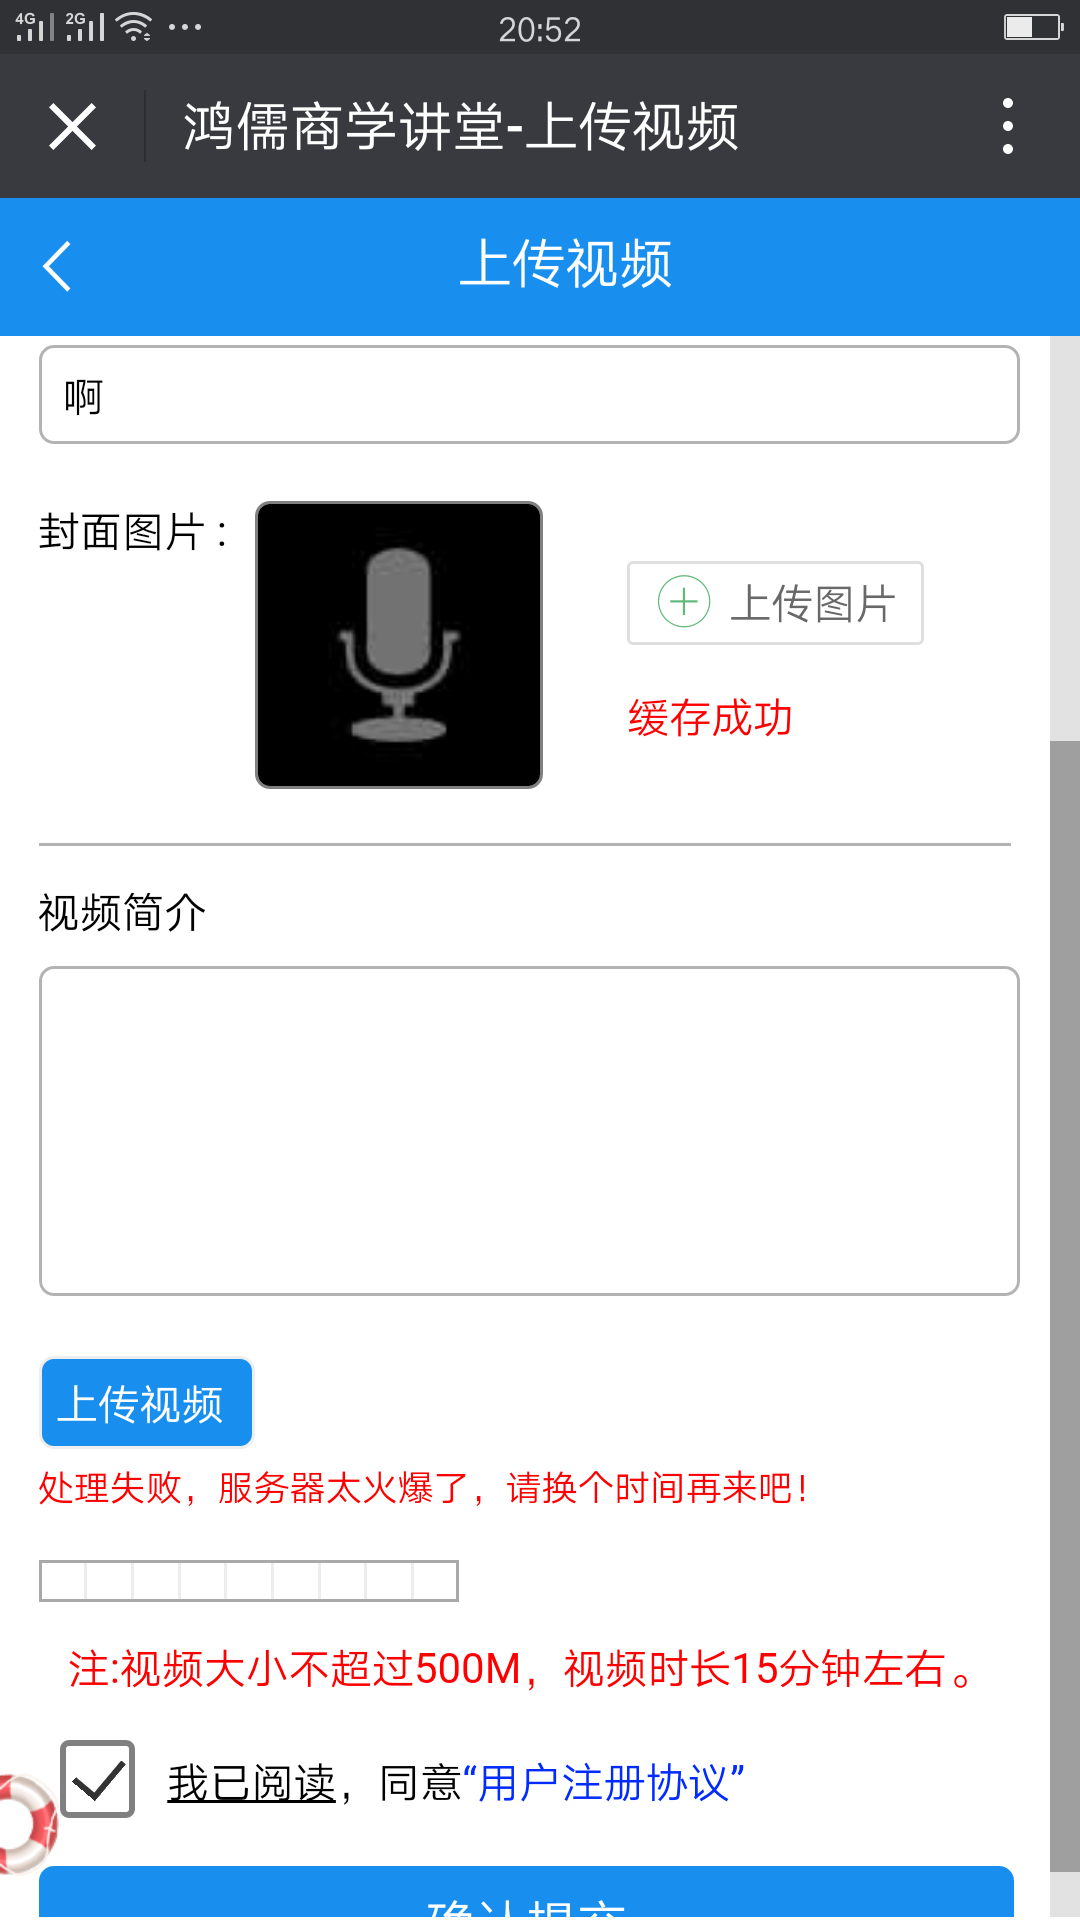 4G 2G 20:52
鸿儒商学讲堂-上传视频
上传视频
啊
封面图片：
上传图片
缓存成功
视频简介
上传视频
处理失败，服务器太火爆了，请换个时间再来吧！
注:视频大小不超过500M，视频时长15分钟左右。
我已阅读，同意“用户注册协议”
确认提交